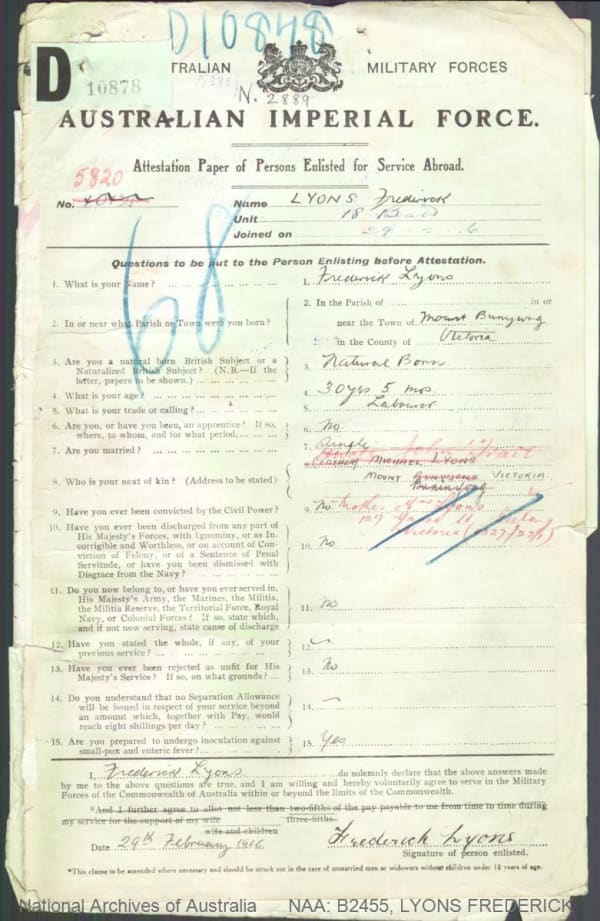 D10848
D
10878
TRALIAN MILITARY FORCES
N. 2889
AUSTRALIAN IMPERIAL FORCE.
Attestation Paper of Persons Enlisted for Service Abroad.
5820
No.
Name LYONS Frederick
Unit 18
Joined on
68
Questions to be put to the Person Enlisting before Attestation.
1. What is your Name? 1. Frederick Lyons
2. In or near what Parish or Town were you born? 2. In the Parish of in or
near the Town of Mount Buninyong
in the County of Victoria
3. Are you a natural born British Subject or a
Naturalized British Subject? (N.B.—If the
latter, papers to be shown.) 3. Natural Born
4. What is your age? 4. 30 yrs 5 mos
5. What is your trade or calling? 5. Labourer
6. Are you, or have you been, an apprentice? If so,
where, to whom, and for what period 6. No
7. Are you married? 7. Single
8. Who is your next of kin? (Address to be stated) 8. (FATHER) MICHAEL LYONS
MOUNT VICTORIA
Buninyong
9. Have you ever been convicted by the Civil Power? 9. No Mother
Lyons
Geelong
Victoria
10. Have you ever been discharged from any part of
His Majesty's Forces, with Ignominy, or as In-
corrigible and Worthless, or on account of Con-
viction of Felony, or of a Sentence of Penal
Servitude, or have you been dismissed with
Disgrace from the Navy? 10. No
11. Do you now belong to, or have you ever served in,
His Majesty's Army, the Marines, the Militia,
the Militia Reserve, the Territorial Force, Royal
Navy, or Colonial Forces? If so, state which,
and if not now serving, state cause of discharge 11. No
12. Have you stated the whole, if any, of your
previous service? 12.
13. Have you ever been rejected as unfit for His
Majesty's Service? If so, on what grounds? 13. No
14. Do you understand that no Separation Allowance
will be issued in respect of your service beyond
an amount which, together with Pay, would
reach eight shillings per day? 14. —
15. Are you prepared to undergo inoculation against
small-pox and enteric fever? 15. Yes
I, Frederick Lyons do solemnly declare that the above answers made
by me to the above questions are true, and I am willing and hereby voluntarily agree to serve in the Military
Forces of the Commonwealth of Australia within or beyond the limits of the Commonwealth.
*And I further agree to allot not less than two-fifths of the pay payable to me from time to time during
my service for the support of my wife three-fifths
wife and children
Date 29th February 1916. Frederick Lyons
Signature of person enlisted.
*This clause to be amended where necessary and should be struck out in the case of unmarried men or widowers without children under 18 years of age.
National Archives of Australia NAA: B2455, LYONS FREDERICK